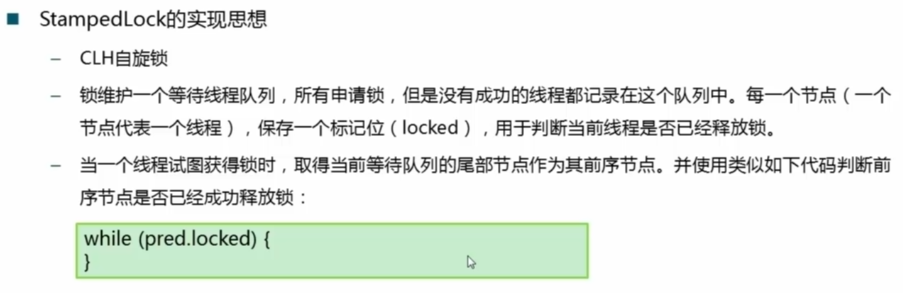 StampedLock的实现思想
– CLH自旋锁
– 锁维护一个等待线程队列，所有申请锁，但是没有成功的线程都记录在这个队列中。每一个节点（一个
节点代表一个线程），保存一个标记位（locked），用于判断当前线程是否已经释放锁。
– 当一个线程试图获得锁时，取得当前等待队列的尾部节点作为其前序节点。并使用类似如下代码判断前
序节点是否已经成功释放锁：
while (pred.locked) {
}